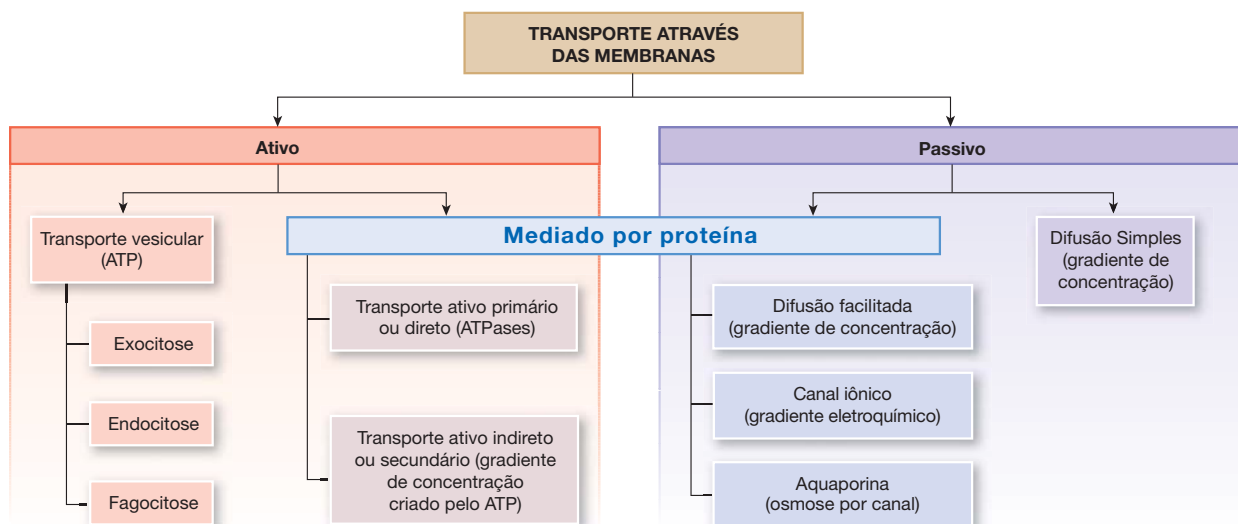 TRANSPORTE ATRAVÉS
DAS MEMBRANAS
Ativo
Passivo
Transporte vesicular
(ATP)
Mediado por proteína
Difusão Simples
(gradiente de
concentração)
Exocitose
Endocitose
Fagocitose
Transporte ativo primário
ou direto (ATPases)
Transporte ativo indireto
ou secundário (gradiente
de concentração
criado pelo ATP)
Difusão facilitada
(gradiente de concentração)
Canal iônico
(gradiente eletroquímico)
Aquaporina
(osmose por canal)